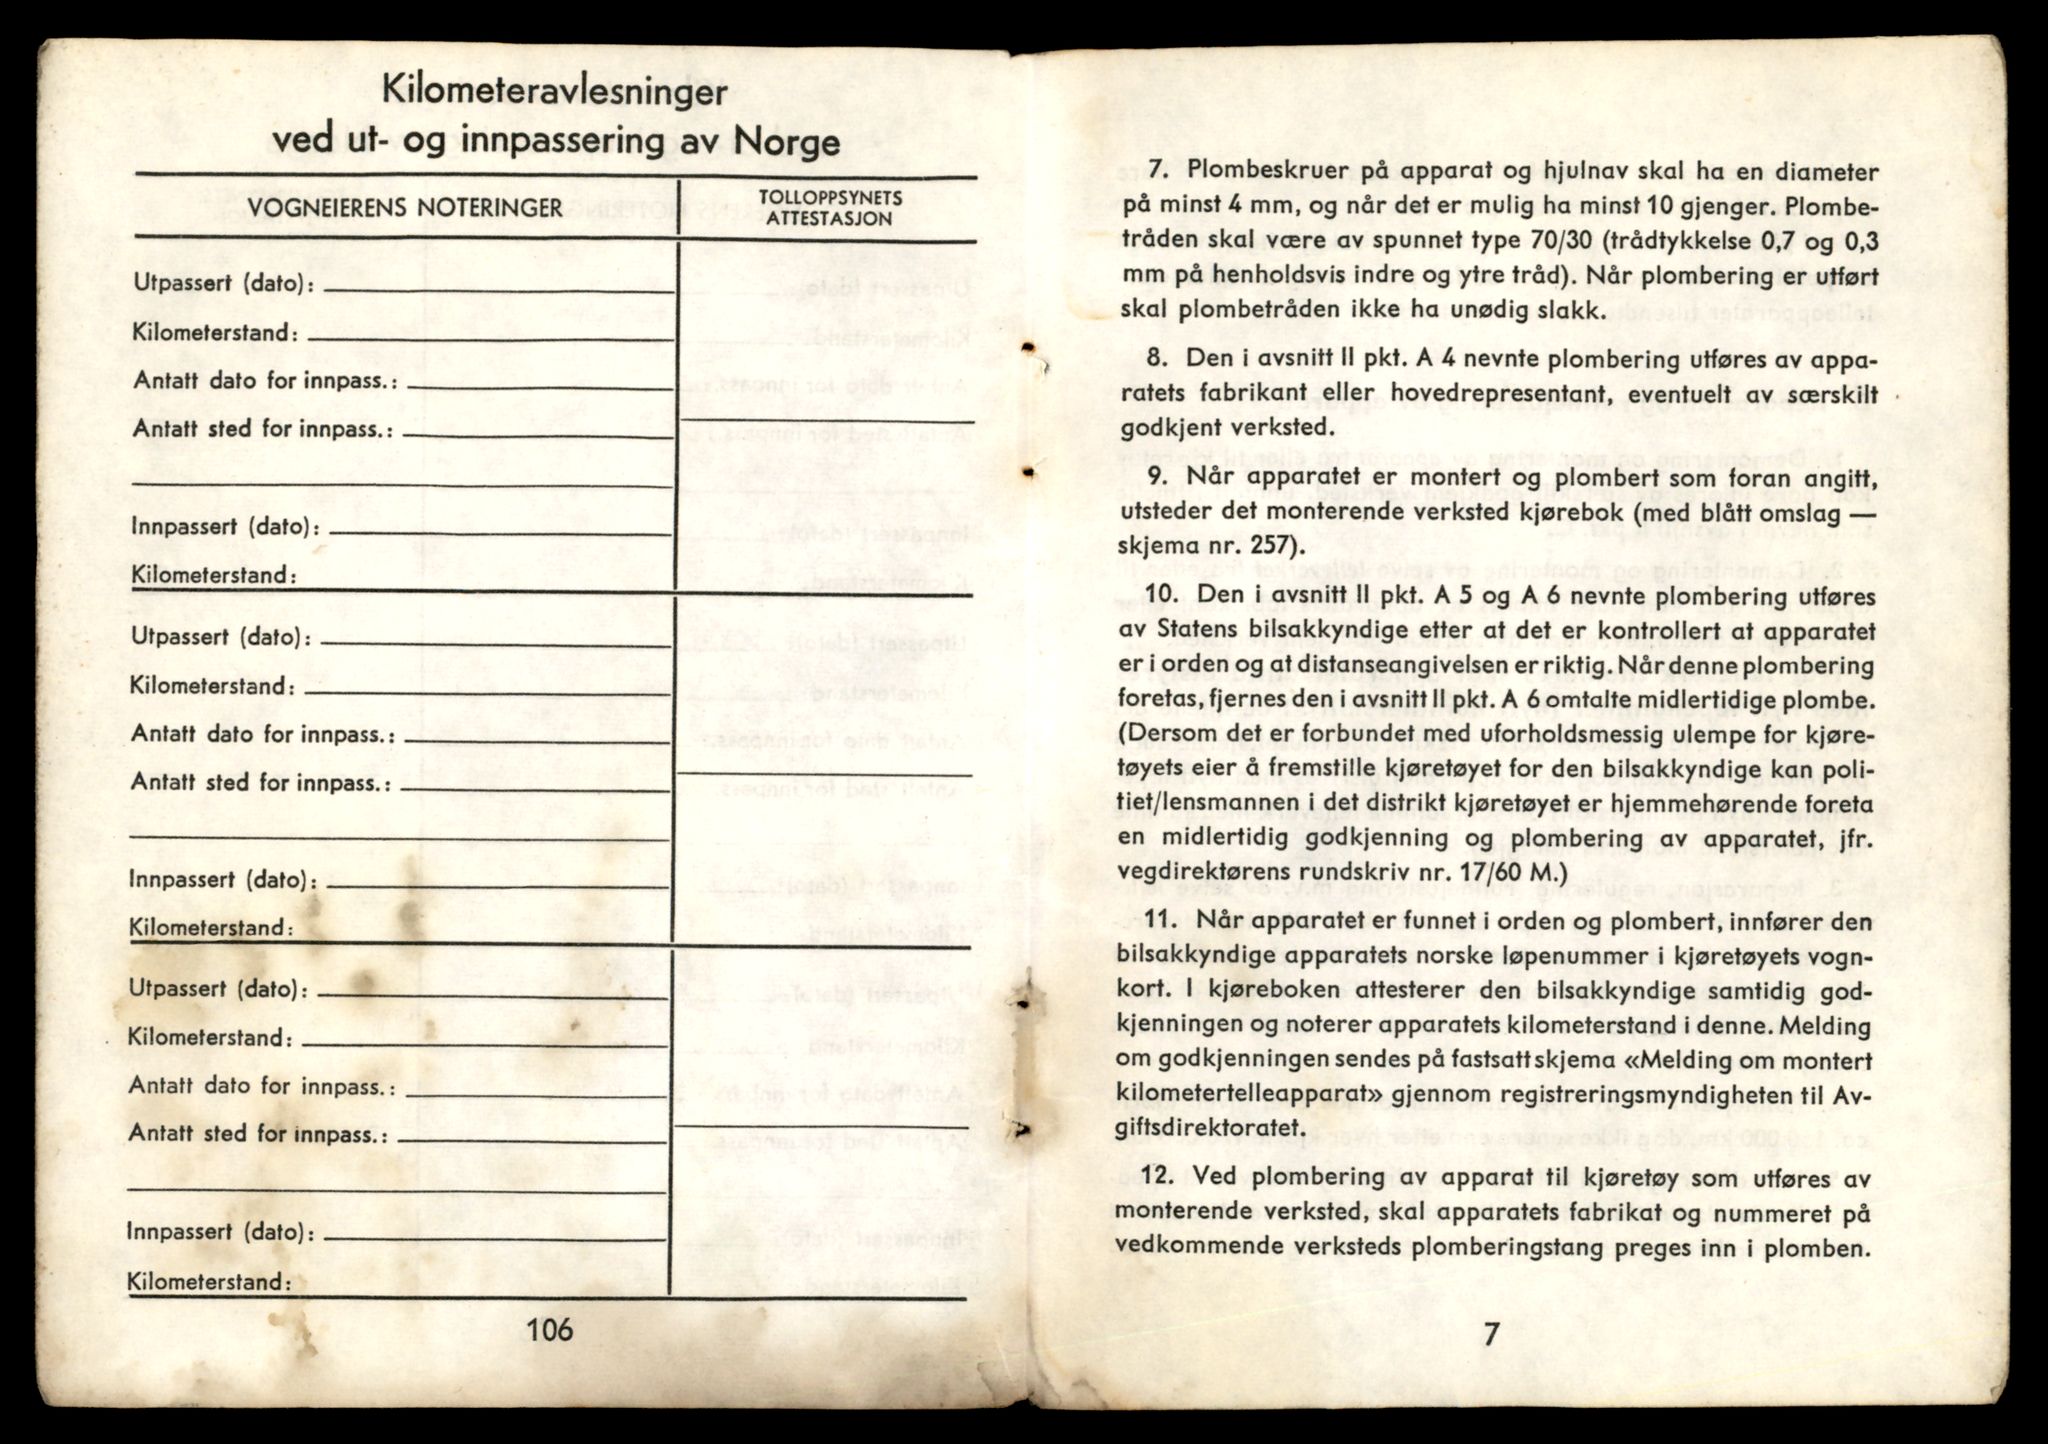 Kilometeravlesninger
ved ut- og innpassering av Norge
VOGNEIERENS NOTERINGER
TOLLOPPSYNETS
ATTESTASJON
Utpassert (dato):
Kilometerstand:
Antatt dato for innpass.:
Antatt sted for innpass.:
Innpassert (dato):
Kilometerstand:
Utpassert (dato):
Kilometerstand:
Antatt dato for innpass.:
Antatt sted for innpass.:
Innpassert (dato):
Kilometerstand:
Utpassert (dato):
Kilometerstand:
Antatt dato for innpass.:
Antatt sted for innpass.:
Innpassert (dato):
Kilometerstand:
106
7. Plombeskruer på apparat og hjulnav skal ha en diameter
på minst 4 mm, og når det er mulig ha minst 10 gjenger. Plombe-
tråden skal være av spunnet type 70/30 (trådtykkelse 0,7 og 0,3
mm på henholdsvis indre og ytre tråd). Når plombering er utført
skal plombetråden ikke ha unødig slakk.
8. Den i avsnitt II pkt. A 4 nevnte plombering utføres av appa-
ratets fabrikant eller hovedrepresentant, eventuelt av særskilt
godkjent verksted.
9. Når apparatet er montert og plombert som foran angitt,
utsteder det monterende verksted kjørebok (med blått omslag —
skjema nr. 257).
10. Den i avsnitt II pkt. A 5 og A 6 nevnte plombering utføres
av Statens bilsakkyndige etter at det er kontrollert at apparatet
er i orden og at distanseangivelsen er riktig. Når denne plombering
foretas, fjernes den i avsnitt II pkt. A 6 omtalte midlertidige plombe.
(Dersom det er forbundet med uforholdsmessig ulempe for kjøre-
tøyets eier å fremstille kjøretøyet for den bilsakkyndige kan poli-
tiet/lensmannen i det distrikt kjøretøyet er hjemmehørende foreta
en midlertidig godkjenning og plombering av apparatet, jfr.
vegdirektørens rundskriv nr. 17/60 M.)
11. Når apparatet er funnet i orden og plombert, innfører den
bilsakkyndige apparatets norske løpenummer i kjøretøyets vogn-
kort. I kjøreboken attesterer den bilsakkyndige samtidig god-
kjenningen og noterer apparatets kilometerstand i denne. Melding
om godkjenningen sendes på fastsatt skjema «Melding om montert
kilometertelleapparat» gjennom registreringsmyndigheten til Av-
giftsdirektoratet.
12. Ved plombering av apparat til kjøretøy som utføres av
monterende verksted, skal apparatets fabrikat og nummeret på
vedkommende verksteds plomberingstang preges inn i plomben.
7